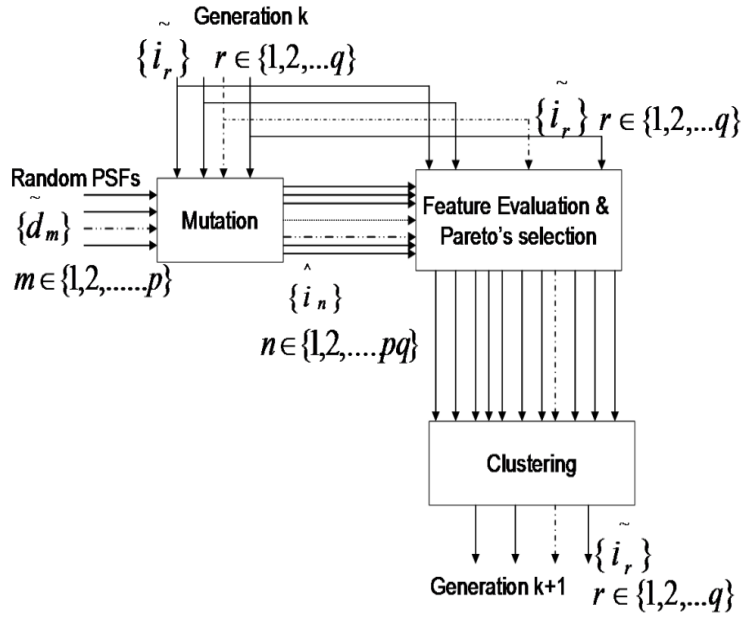 Generation k
{ĩ_r} r ∈ {1,2,...q}
{ĩ_r} r ∈ {1,2,...q}
Random PSFs
{d̃_m}
m ∈ {1,2,......p}
Mutation
Feature Evaluation &
Pareto's selection
{î_n}
n ∈ {1,2,....pq}
Clustering
{ĩ_r}
Generation k+1
r ∈ {1,2,...q}